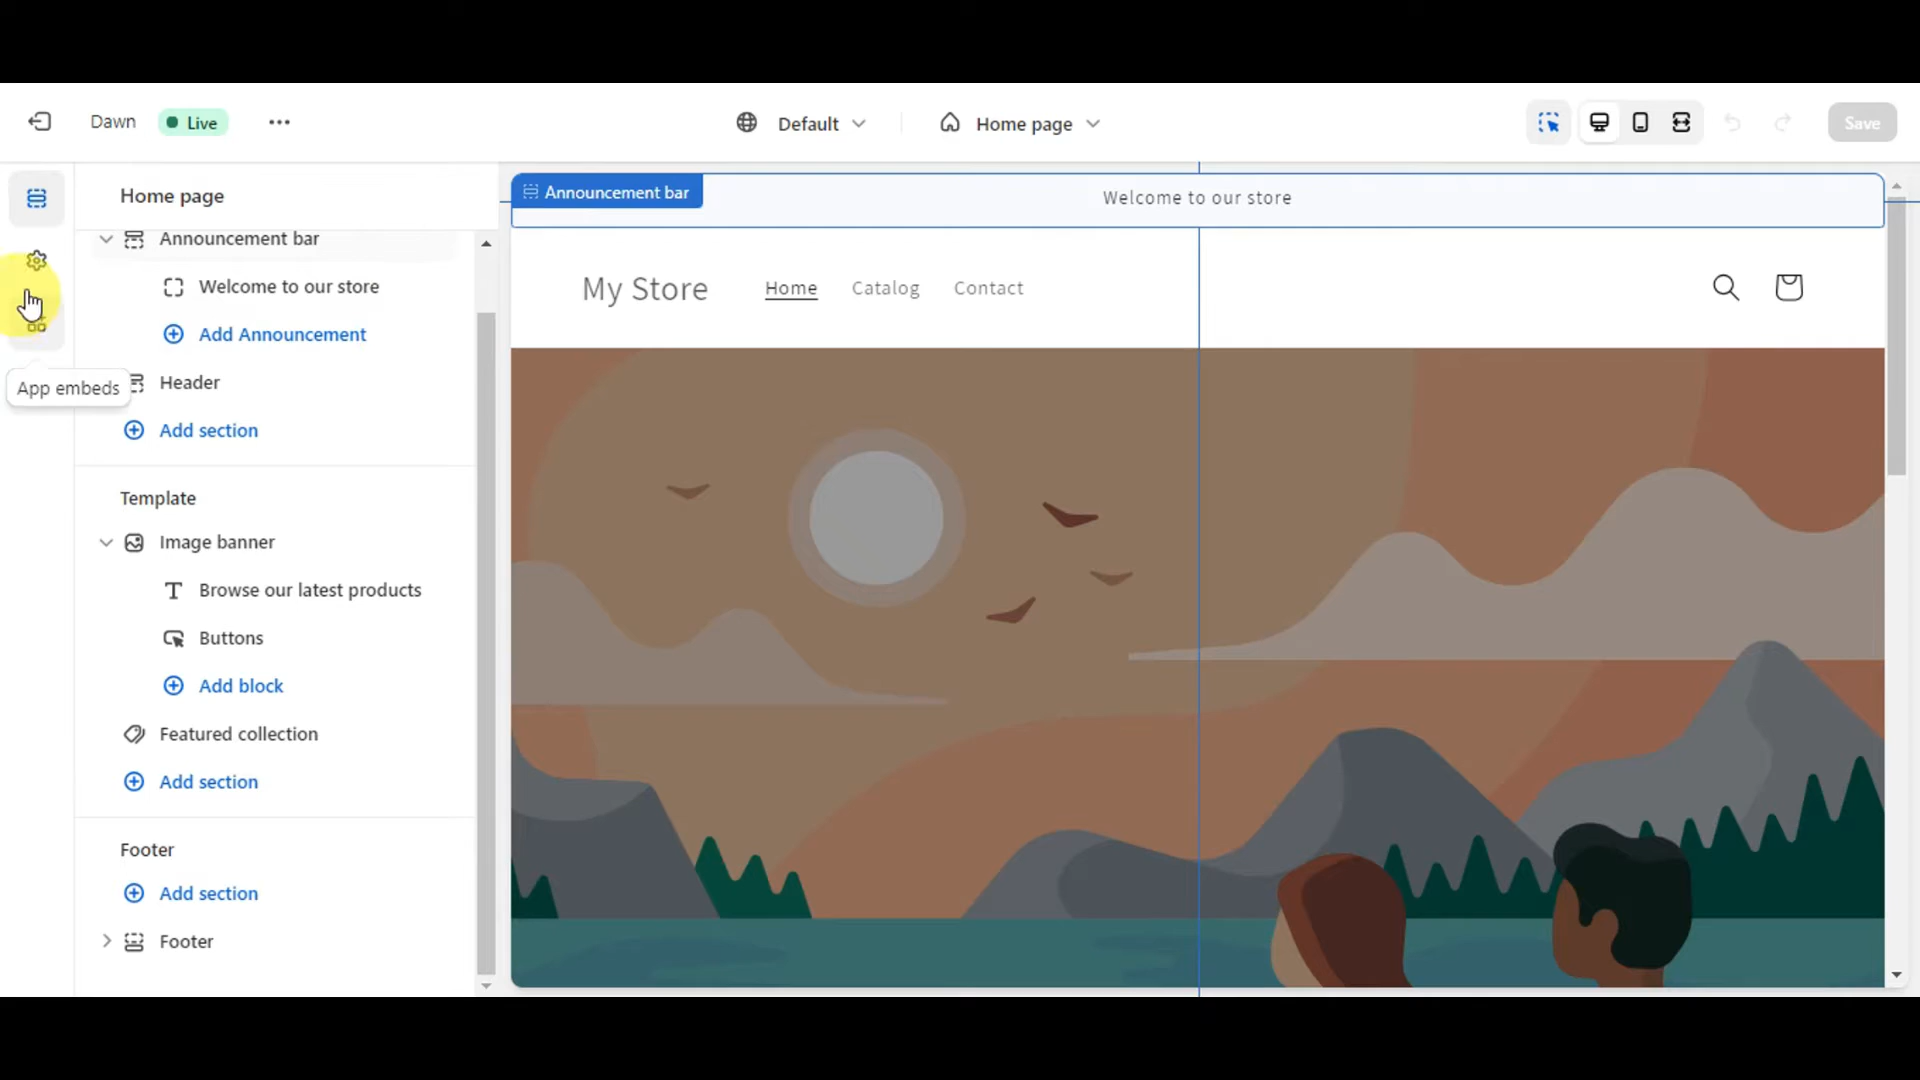 Dawn
Live
Default
Home page
Save
Home page
Announcement bar
Welcome to our store
Add Announcement
App embeds
Header
Add section
Template
Image banner
Browse our latest products
Buttons
Add block
Featured collection
Add section
Footer
Add section
Footer
Announcement bar
Welcome to our store
My Store
Home
Catalog
Contact